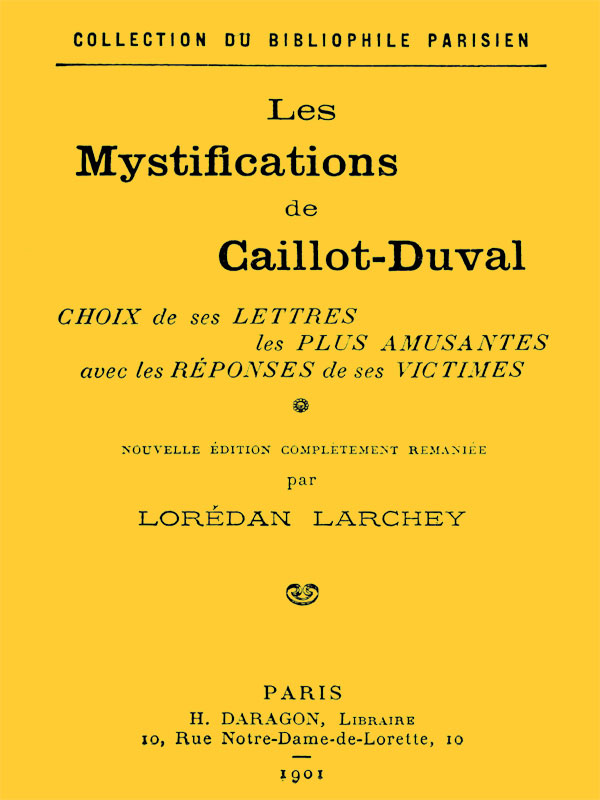 COLLECTION DU BIBLIOPHILE PARISIEN
Les
Mystifications
de
Caillot-Duval
CHOIX de ses LETTRES
les PLUS AMUSANTES
avec les RÉPONSES de ses VICTIMES
NOUVELLE ÉDITION COMPLÈTEMENT REMANIÉE
par
LORÉDAN LARCHEY
PARIS
H. DARAGON, LIBRAIRE
10, Rue Notre-Dame-de-Lorette, 10
1901